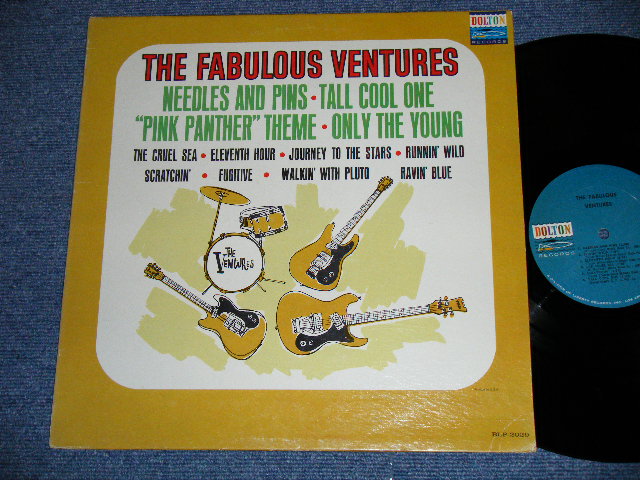 DOLTON
RECORDS
THE FABULOUS VENTURES
NEEDLES AND PINS • TALL COOL ONE
"PINK PANTHER" THEME • ONLY THE YOUNG
THE CRUEL SEA • ELEVENTH HOUR • JOURNEY TO THE STARS • RUNNIN' WILD
SCRATCHIN' • FUGITIVE • WALKIN' WITH PLUTO • RAVIN' BLUE
THE
VENTURES
THE FABULOUS
VENTURES
DOLTON
RECORDS